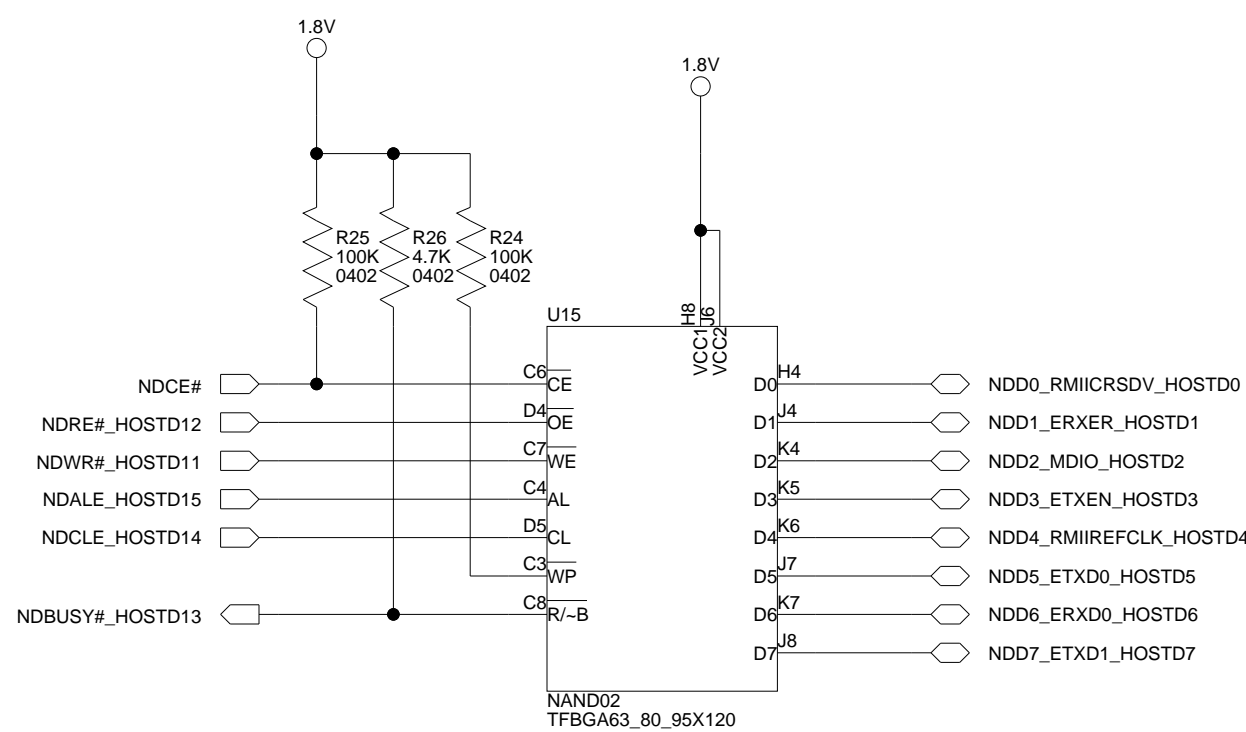 1.8V
1.8V
R25
100K
0402
R26
4.7K
0402
R24
100K
0402
U15
H8
J6
VCC1
VCC2
NDCE#
C6
CE
D0
H4
NDD0_RMIICRSDV_HOSTD0
NDRE#_HOSTD12
D4
OE
D1
J4
NDD1_ERXER_HOSTD1
NDWR#_HOSTD11
C7
WE
D2
K4
NDD2_MDIO_HOSTD2
NDALE_HOSTD15
C4
AL
D3
K5
NDD3_ETXEN_HOSTD3
NDCLE_HOSTD14
D5
CL
D4
K6
NDD4_RMIIREFCLK_HOSTD4
C3
WP
D5
J7
NDD5_ETXD0_HOSTD5
NDBUSY#_HOSTD13
C8
R/~B
D6
K7
NDD6_ERXD0_HOSTD6
D7
J8
NDD7_ETXD1_HOSTD7
NAND02
TFBGA63_80_95X120